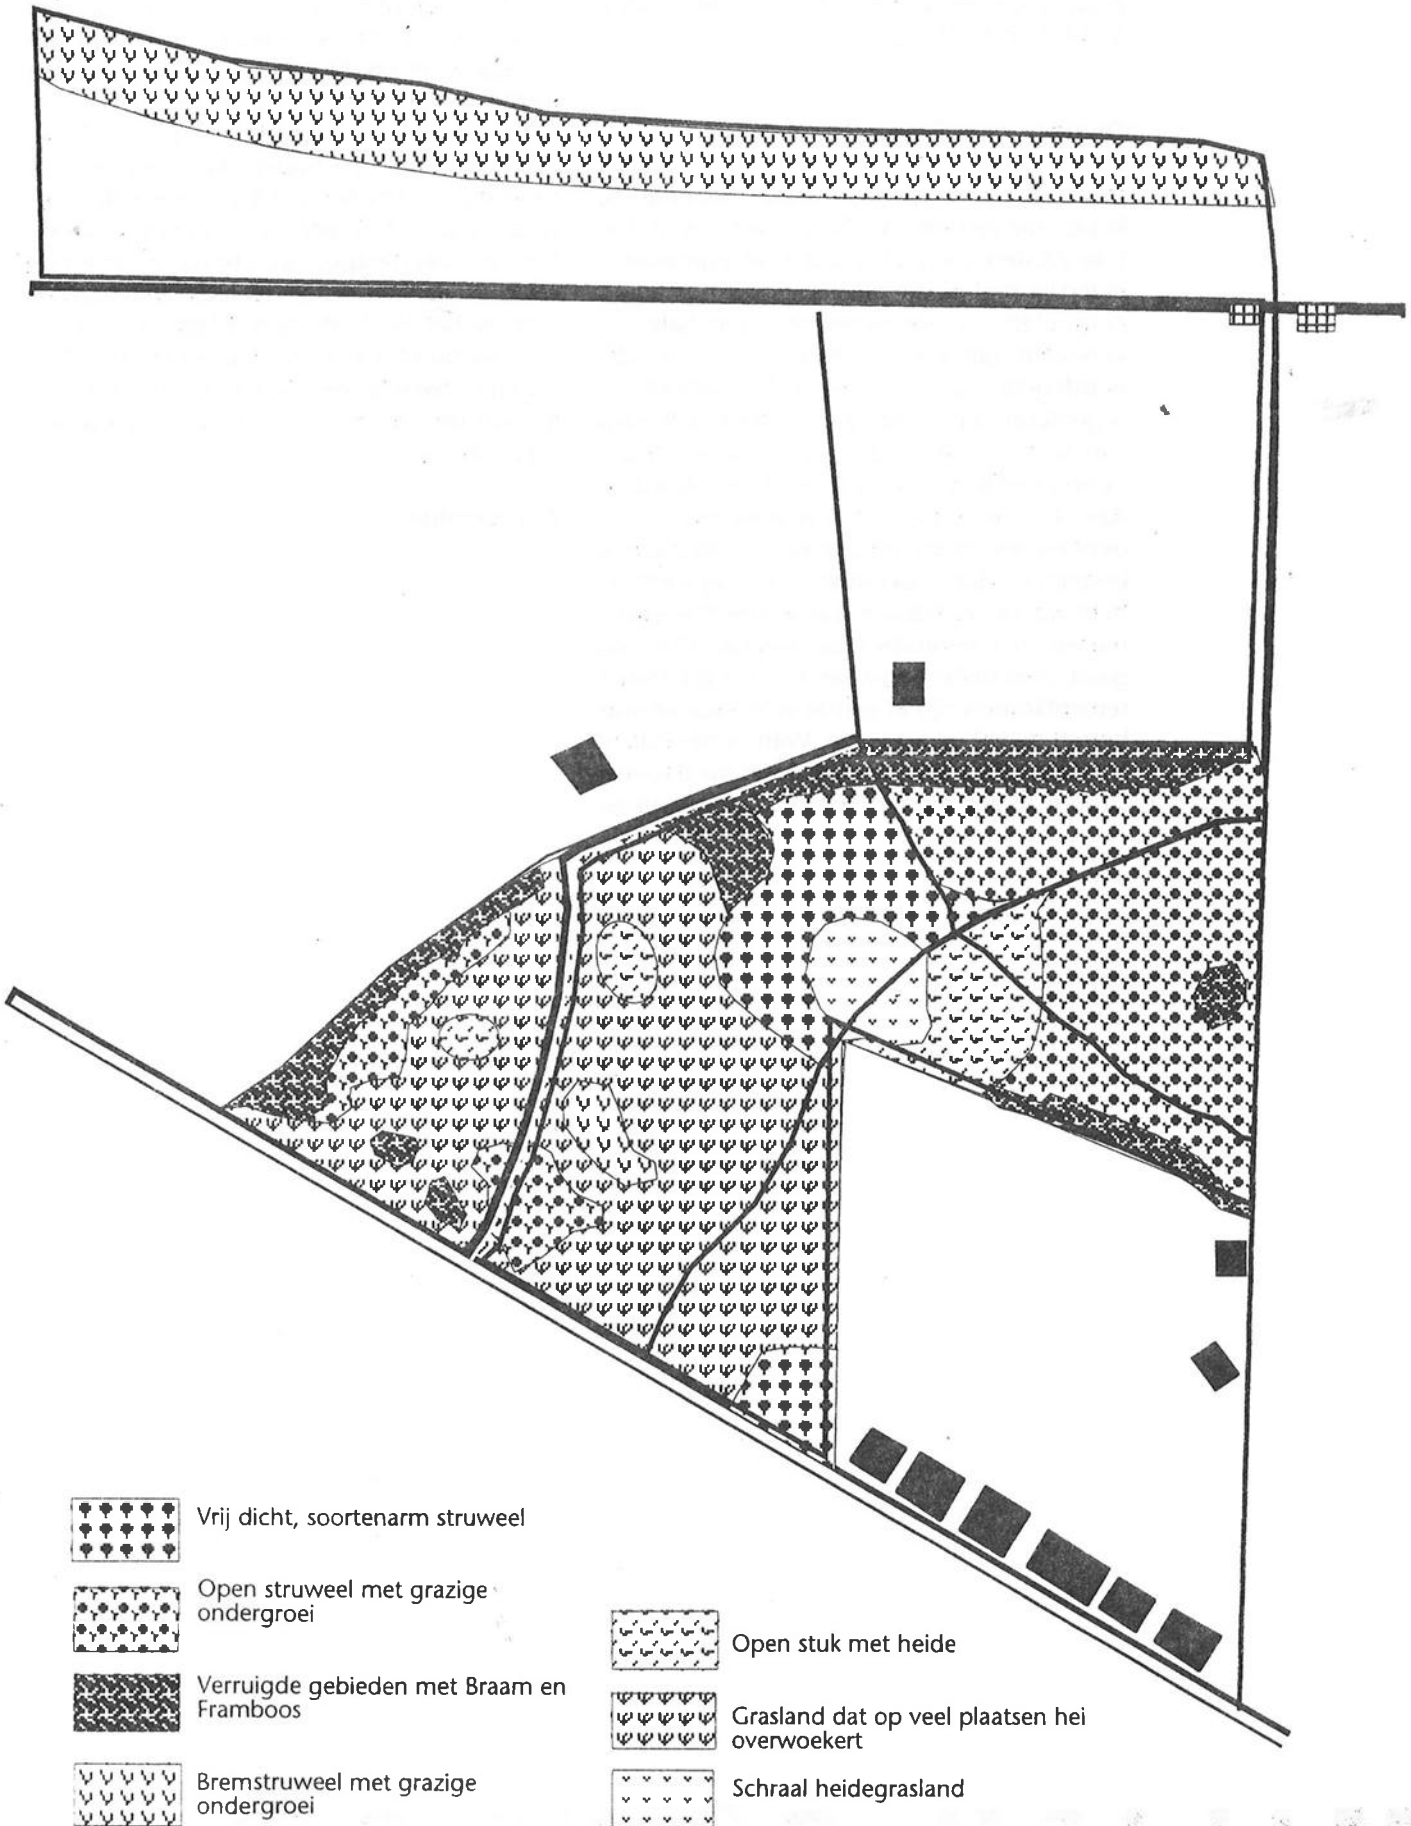 Vrij dicht, soortenarm struweel
Open struweel met grazige
ondergroei
Verruigde gebieden met Braam en
Framboos
Bremstruweel met grazige
ondergroei
Open stuk met heide
Grasland dat op veel plaatsen hei
overwoekert
Schraal heidegrasland